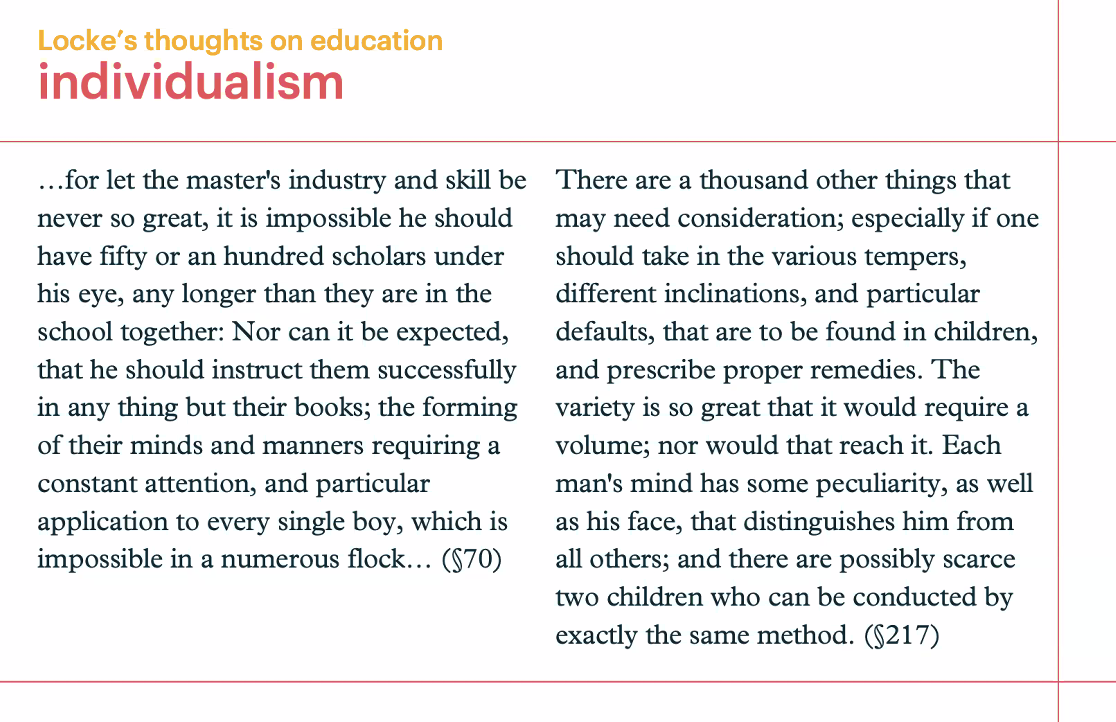 Locke’s thoughts on education
individualism
…for let the master's industry and skill be
never so great, it is impossible he should
have fifty or an hundred scholars under
his eye, any longer than they are in the
school together: Nor can it be expected,
that he should instruct them successfully
in any thing but their books; the forming
of their minds and manners requiring a
constant attention, and particular
application to every single boy, which is
impossible in a numerous flock… (§70)
There are a thousand other things that
may need consideration; especially if one
should take in the various tempers,
different inclinations, and particular
defaults, that are to be found in children,
and prescribe proper remedies. The
variety is so great that it would require a
volume; nor would that reach it. Each
man's mind has some peculiarity, as well
as his face, that distinguishes him from
all others; and there are possibly scarce
two children who can be conducted by
exactly the same method. (§217)